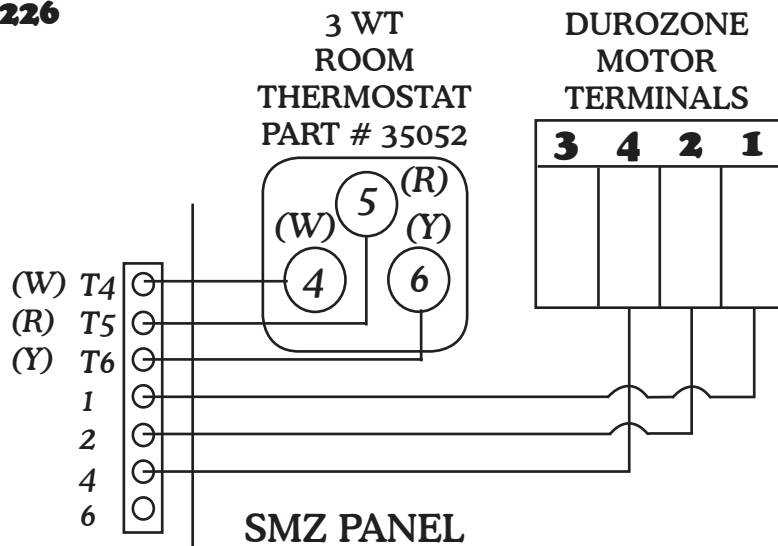 226
3 WT
ROOM
THERMOSTAT
PART # 35052
DUROZONE
MOTOR
TERMINALS
3 4 2 1
(R)
5
(W) (Y)
4 6
(W) T4
(R) T5
(Y) T6
1
2
4
6
SMZ PANEL